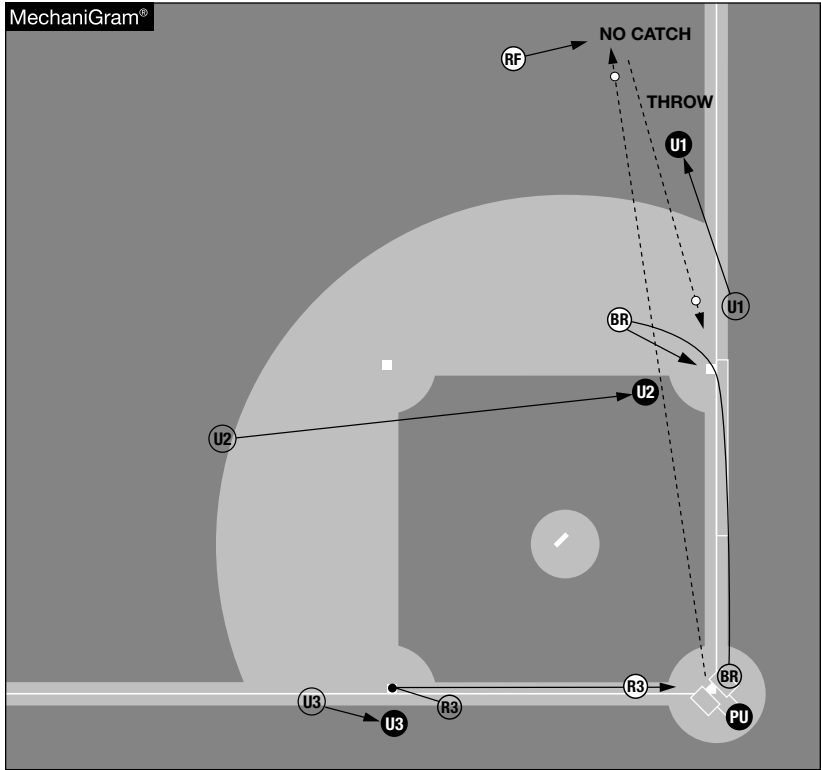 MechaniGram®
NO CATCH
RF
THROW
U1
U1
BR
U2
U2
BR
R3
U3
R3
U3
PU